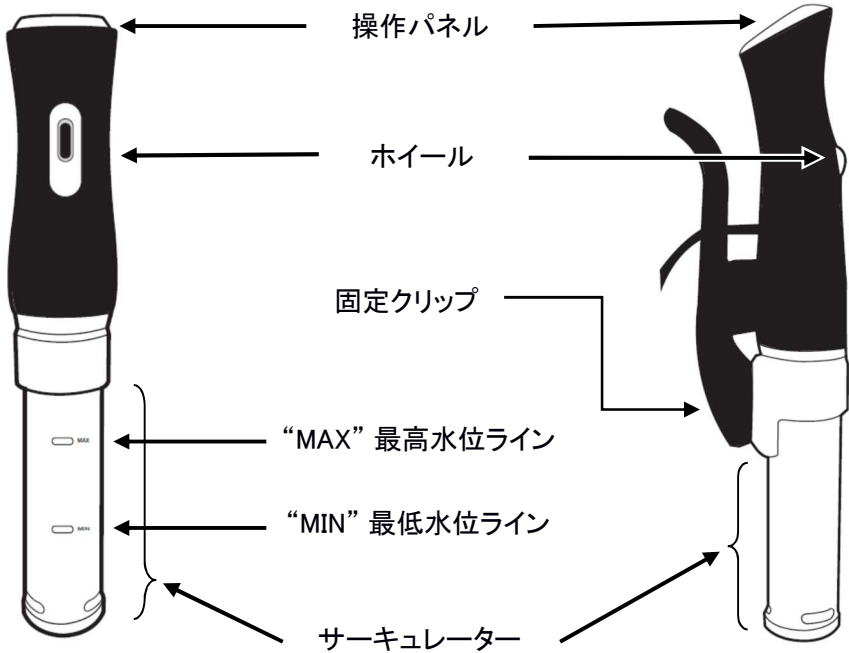 操作パネル
ホイール
固定クリップ
MAX
“MAX” 最高水位ライン
MIN
“MIN” 最低水位ライン
サーキュレーター